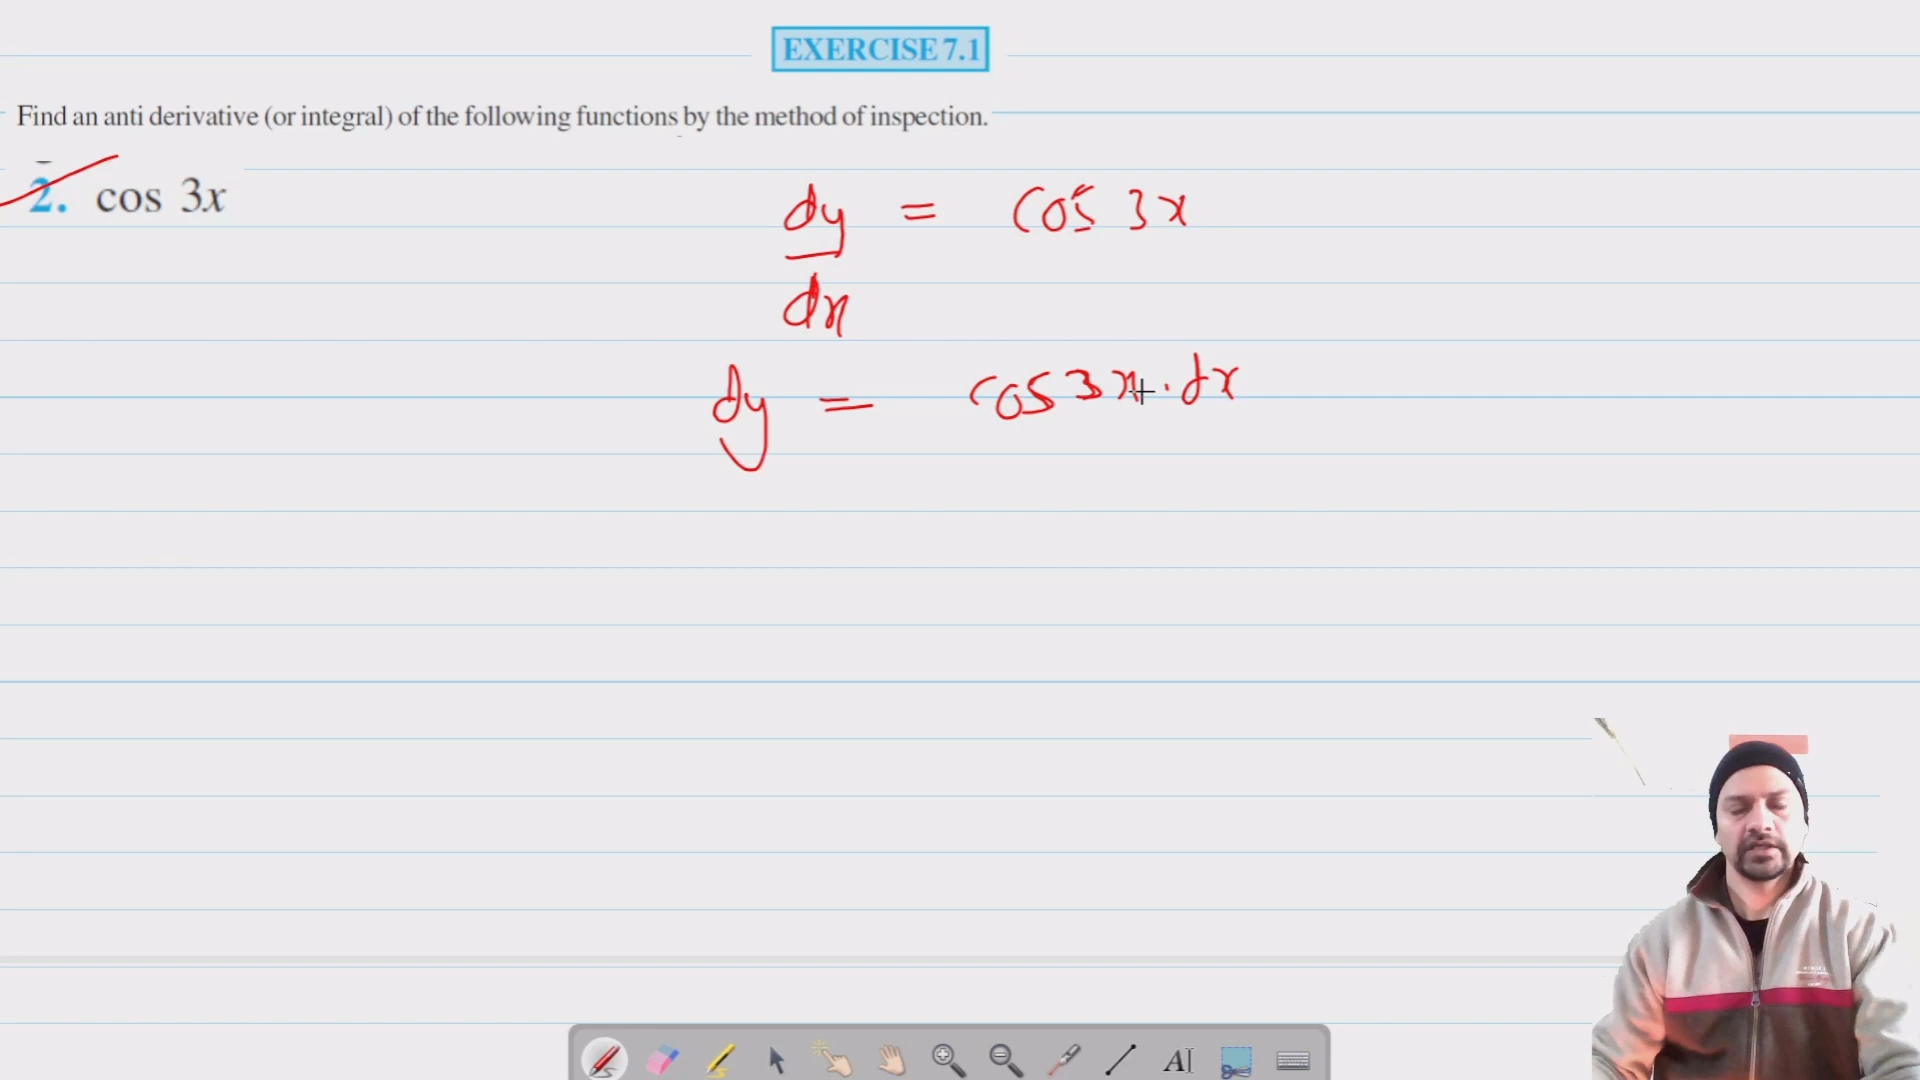 EXERCISE 7.1
Find an anti derivative (or integral) of the following functions by the method of inspection.
2. cos 3x
dy = cos 3x
dx
dy = cos 3x . dx
AI